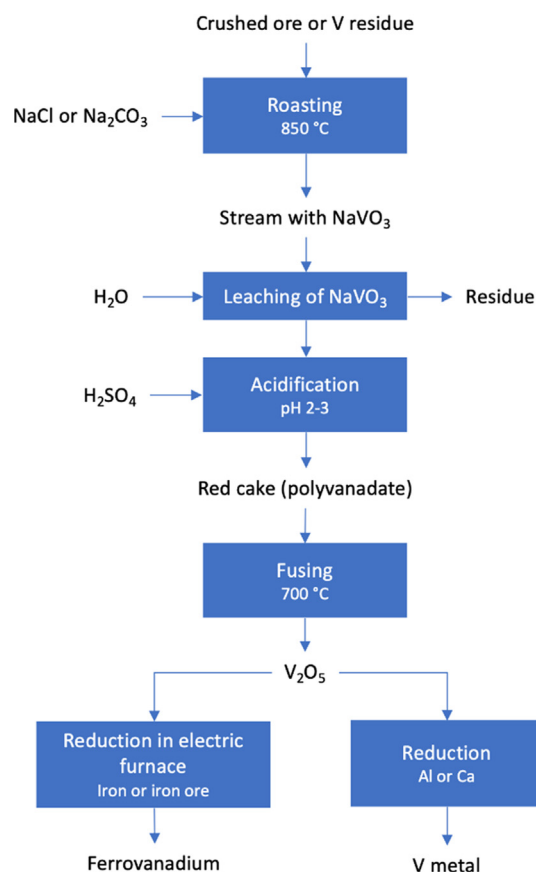 Crushed ore or V residue
Roasting
850 °C
NaCl or Na₂CO₃
Stream with NaVO₃
H₂O
Leaching of NaVO₃
Residue
Acidification
pH 2-3
H₂SO₄
Red cake (polyvanadate)
Fusing
700 °C
V₂O₅
Reduction in electric
furnace
Iron or iron ore
Reduction
Al or Ca
Ferrovanadium
V metal